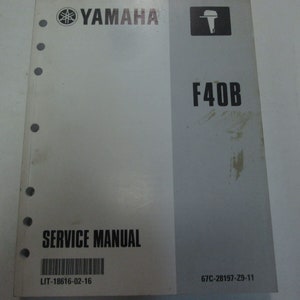 YAMAHA
F40B
SERVICE MANUAL
LIT-18616-02-16
67C-28197-Z9-11